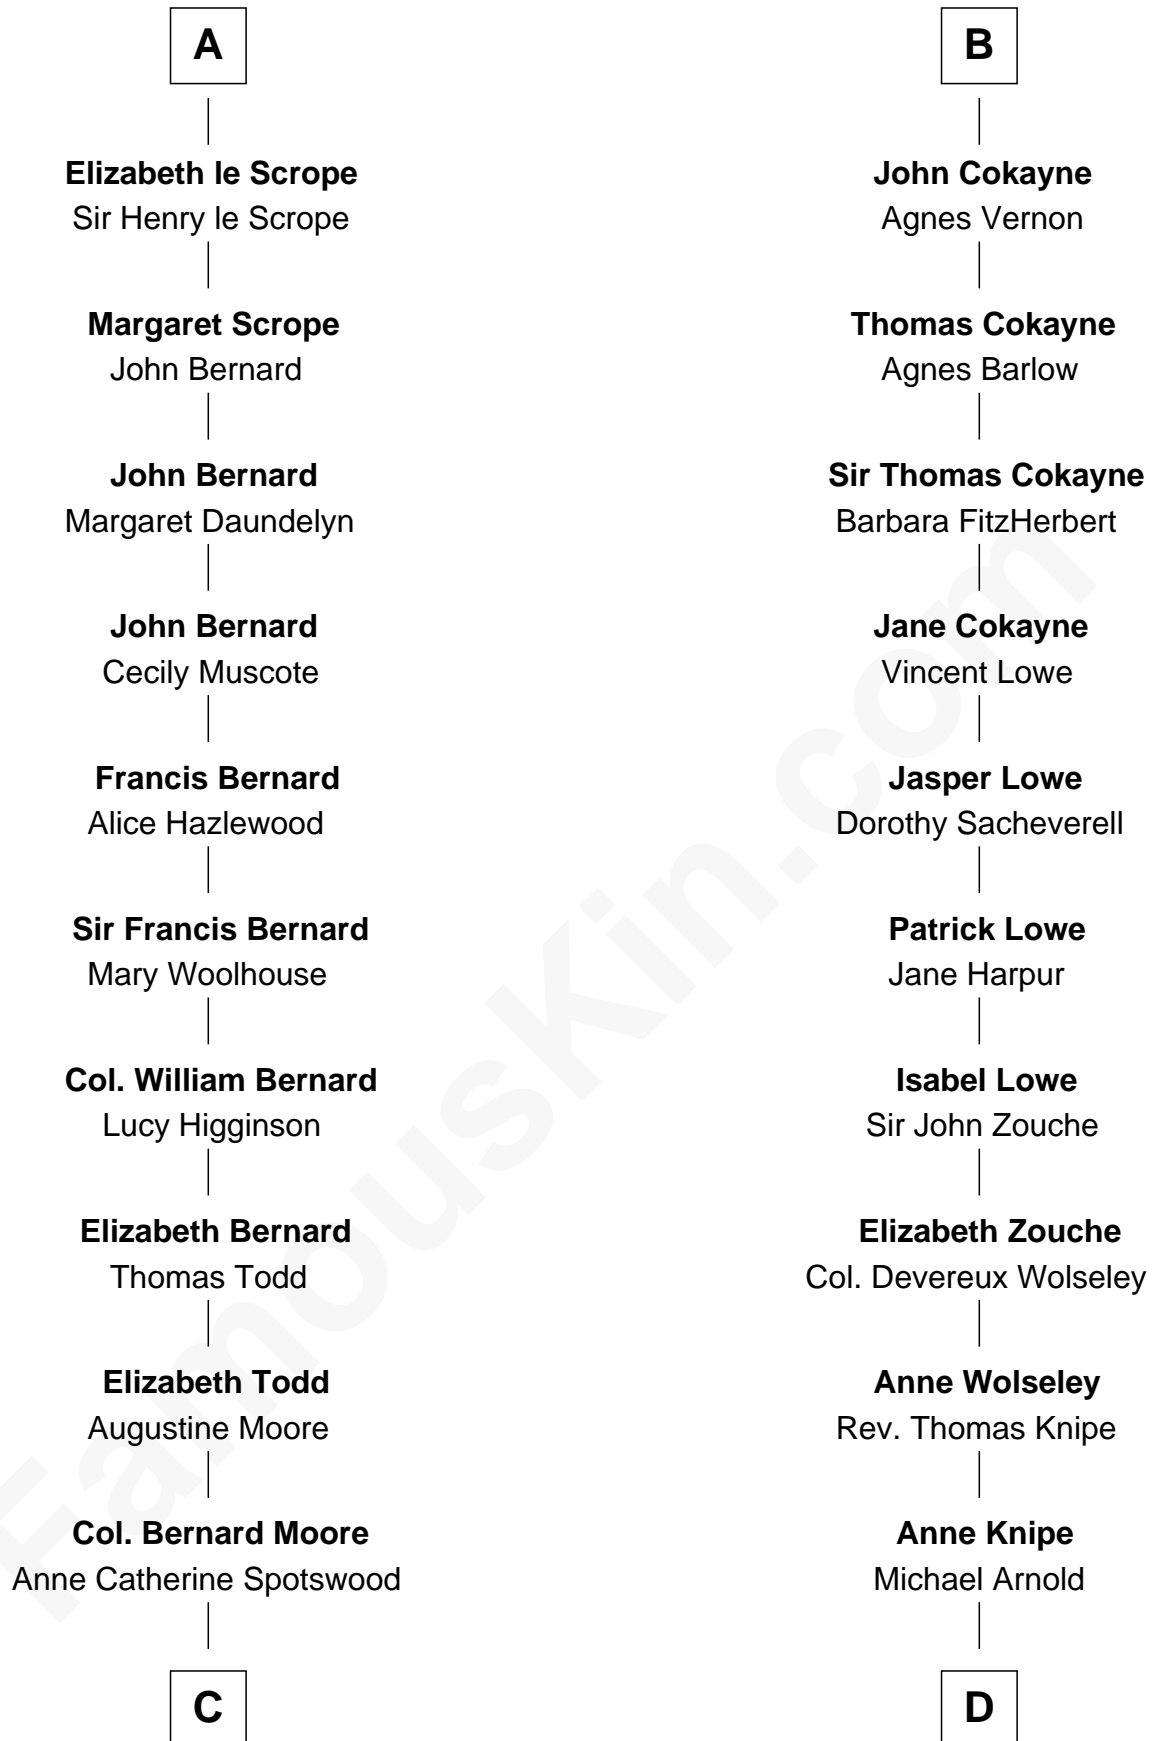 A
Elizabeth le Scrope
Sir Henry le Scrope
Margaret Scrope
John Bernard
John Bernard
Margaret Daundelyn
John Bernard
Cecily Muscote
Francis Bernard
Alice Hazlewood
Sir Francis Bernard
Mary Woolhouse
Col. William Bernard
Lucy Higginson
Elizabeth Bernard
Thomas Todd
Elizabeth Todd
Augustine Moore
Col. Bernard Moore
Anne Catherine Spotswood
C
B
John Cokayne
Agnes Vernon
Thomas Cokayne
Agnes Barlow
Sir Thomas Cokayne
Barbara FitzHerbert
Jane Cokayne
Vincent Lowe
Jasper Lowe
Dorothy Sacheverell
Patrick Lowe
Jane Harpur
Isabel Lowe
Sir John Zouche
Elizabeth Zouche
Col. Devereux Wolseley
Anne Wolseley
Rev. Thomas Knipe
Anne Knipe
Michael Arnold
D
FamousKin.com